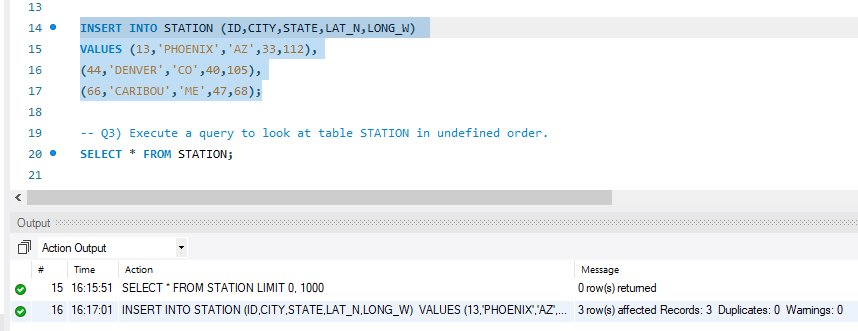 13
14 INSERT INTO STATION (ID,CITY,STATE,LAT_N,LONG_W)
15 VALUES (13,'PHOENIX','AZ',33,112),
16 (44,'DENVER','CO',40,105),
17 (66,'CARIBOU','ME',47,68);
18
19 -- Q3) Execute a query to look at table STATION in undefined order.
20 SELECT * FROM STATION;
21
Output
Action Output
# Time Action Message
15 16:15:51 SELECT * FROM STATION LIMIT 0, 1000 0 row(s) returned
16 16:17:01 INSERT INTO STATION (ID,CITY,STATE,LAT_N,LONG_W) VALUES (13,'PHOENIX','AZ',... 3 row(s) affected Records: 3 Duplicates: 0 Warnings: 0